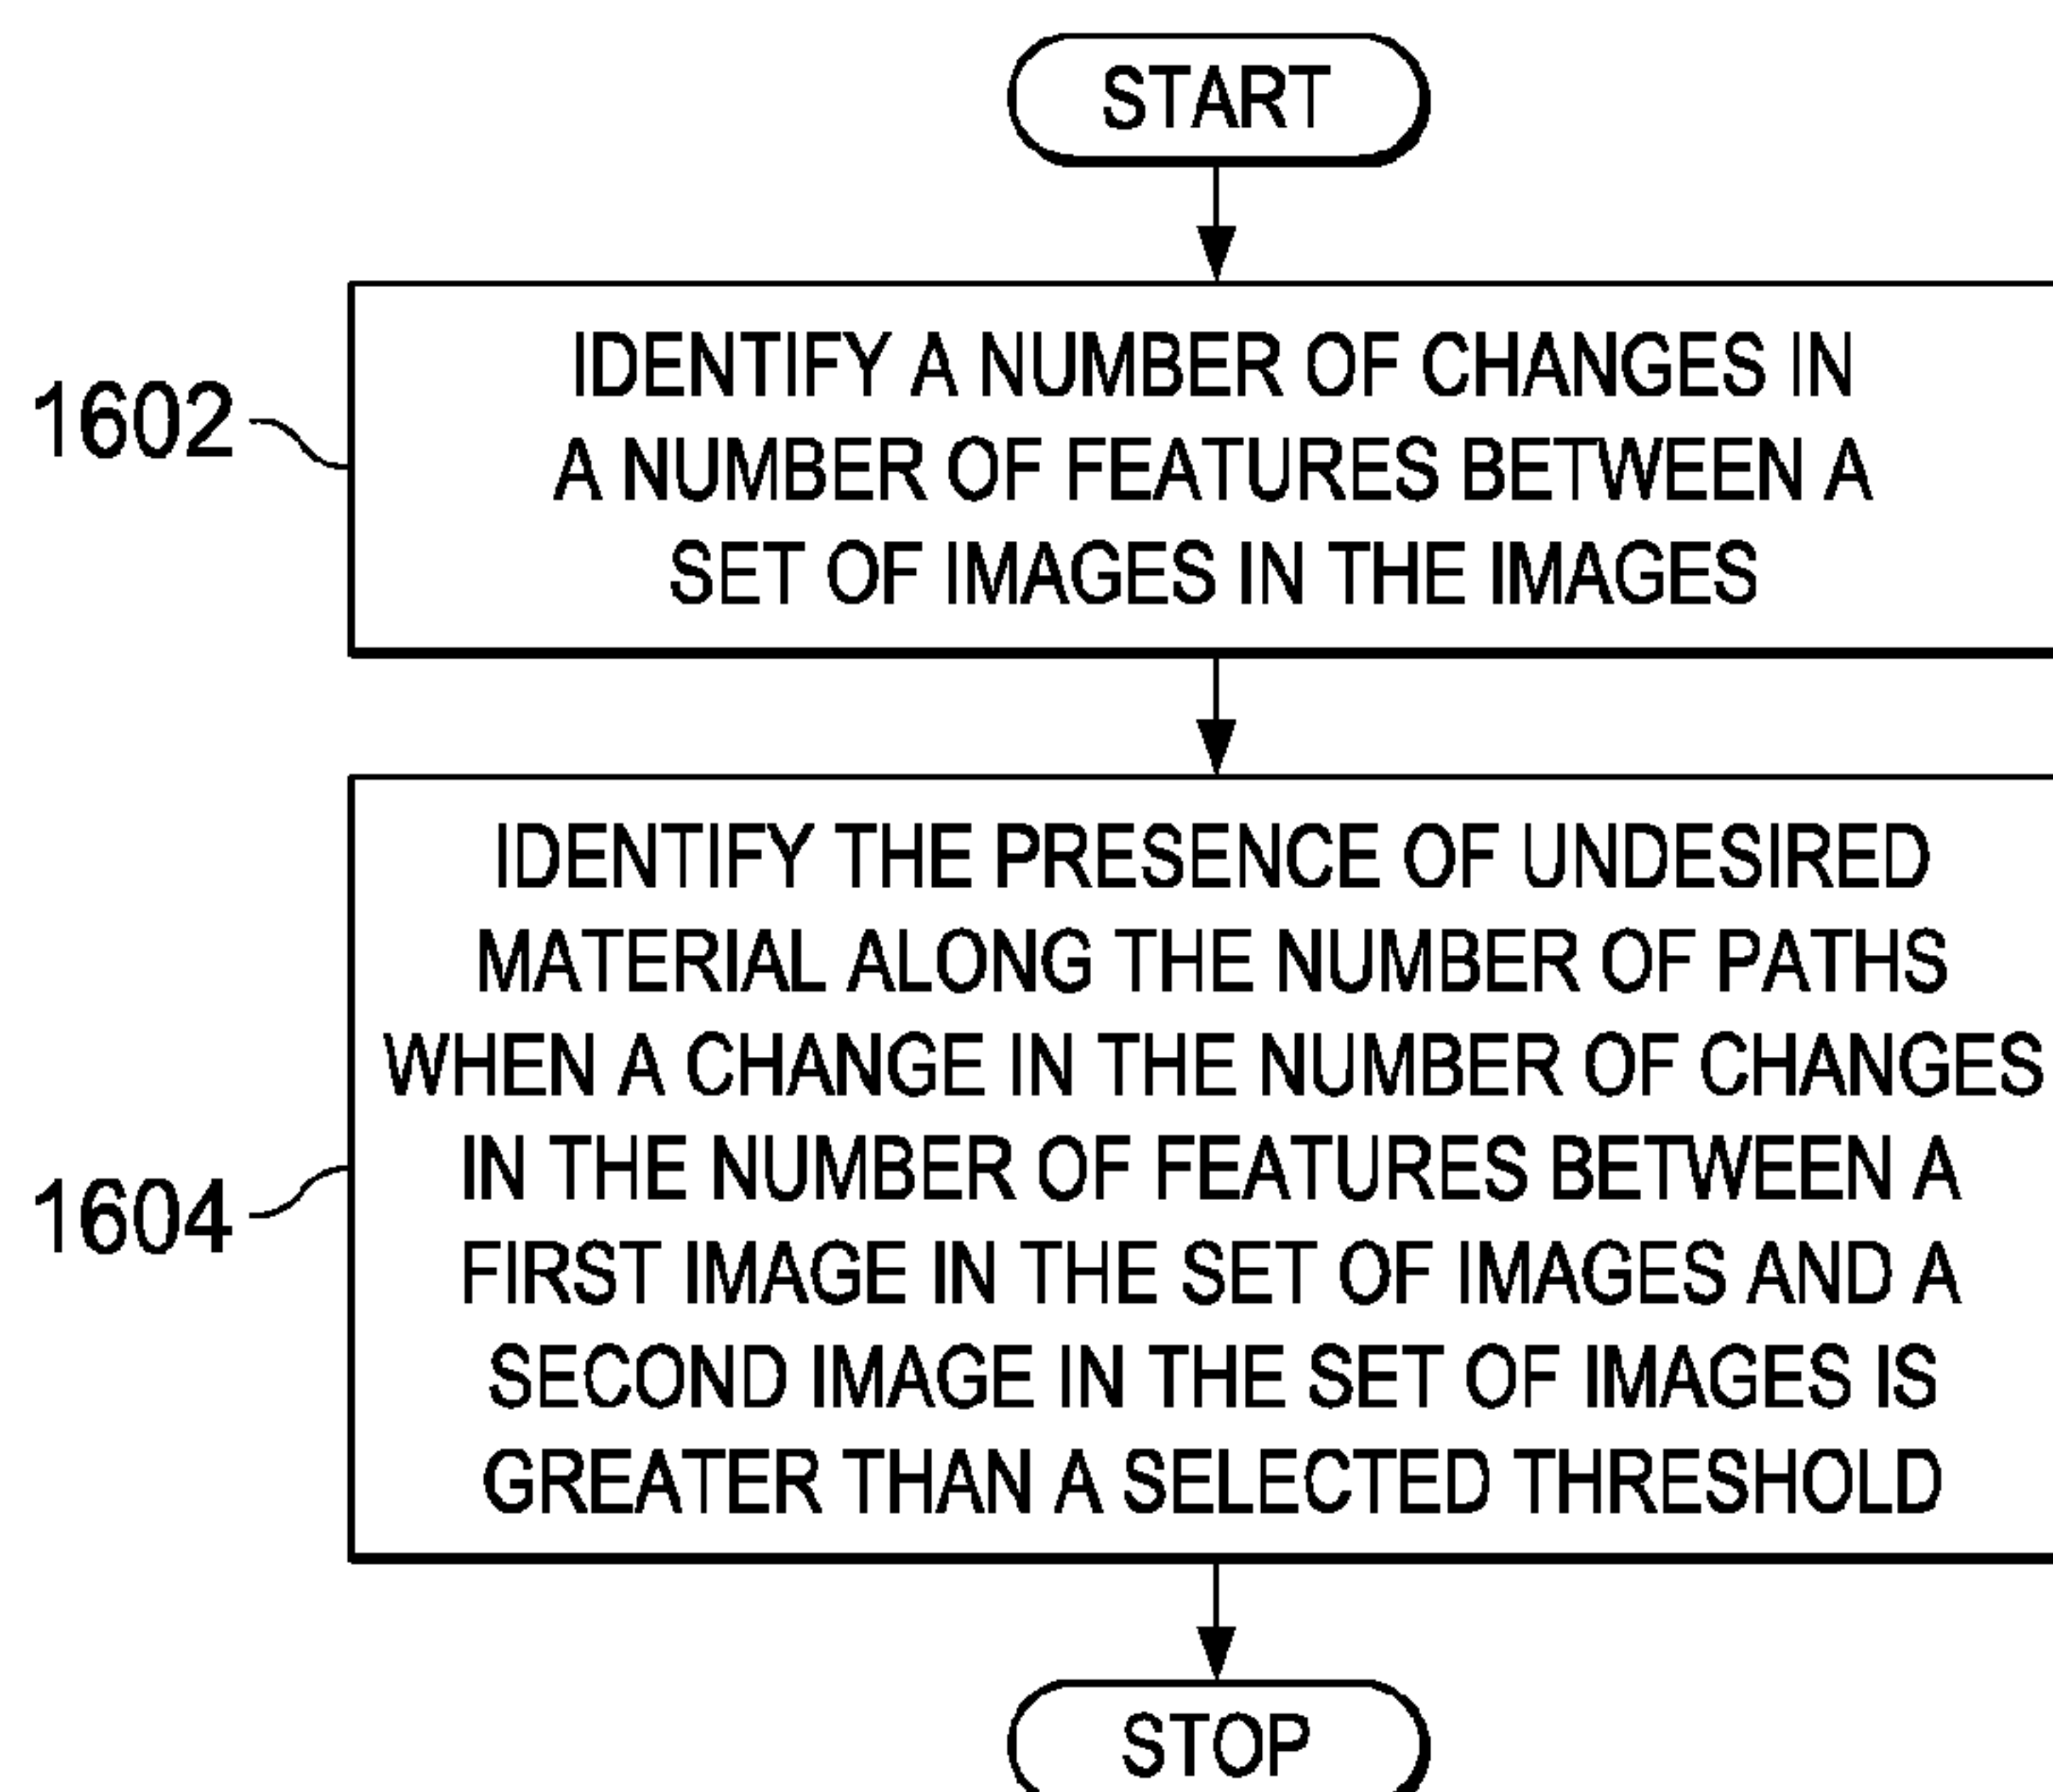 START
1602
IDENTIFY A NUMBER OF CHANGES IN
A NUMBER OF FEATURES BETWEEN A
SET OF IMAGES IN THE IMAGES
1604
IDENTIFY THE PRESENCE OF UNDESIRED
MATERIAL ALONG THE NUMBER OF PATHS
WHEN A CHANGE IN THE NUMBER OF CHANGES
IN THE NUMBER OF FEATURES BETWEEN A
FIRST IMAGE IN THE SET OF IMAGES AND A
SECOND IMAGE IN THE SET OF IMAGES IS
GREATER THAN A SELECTED THRESHOLD
STOP